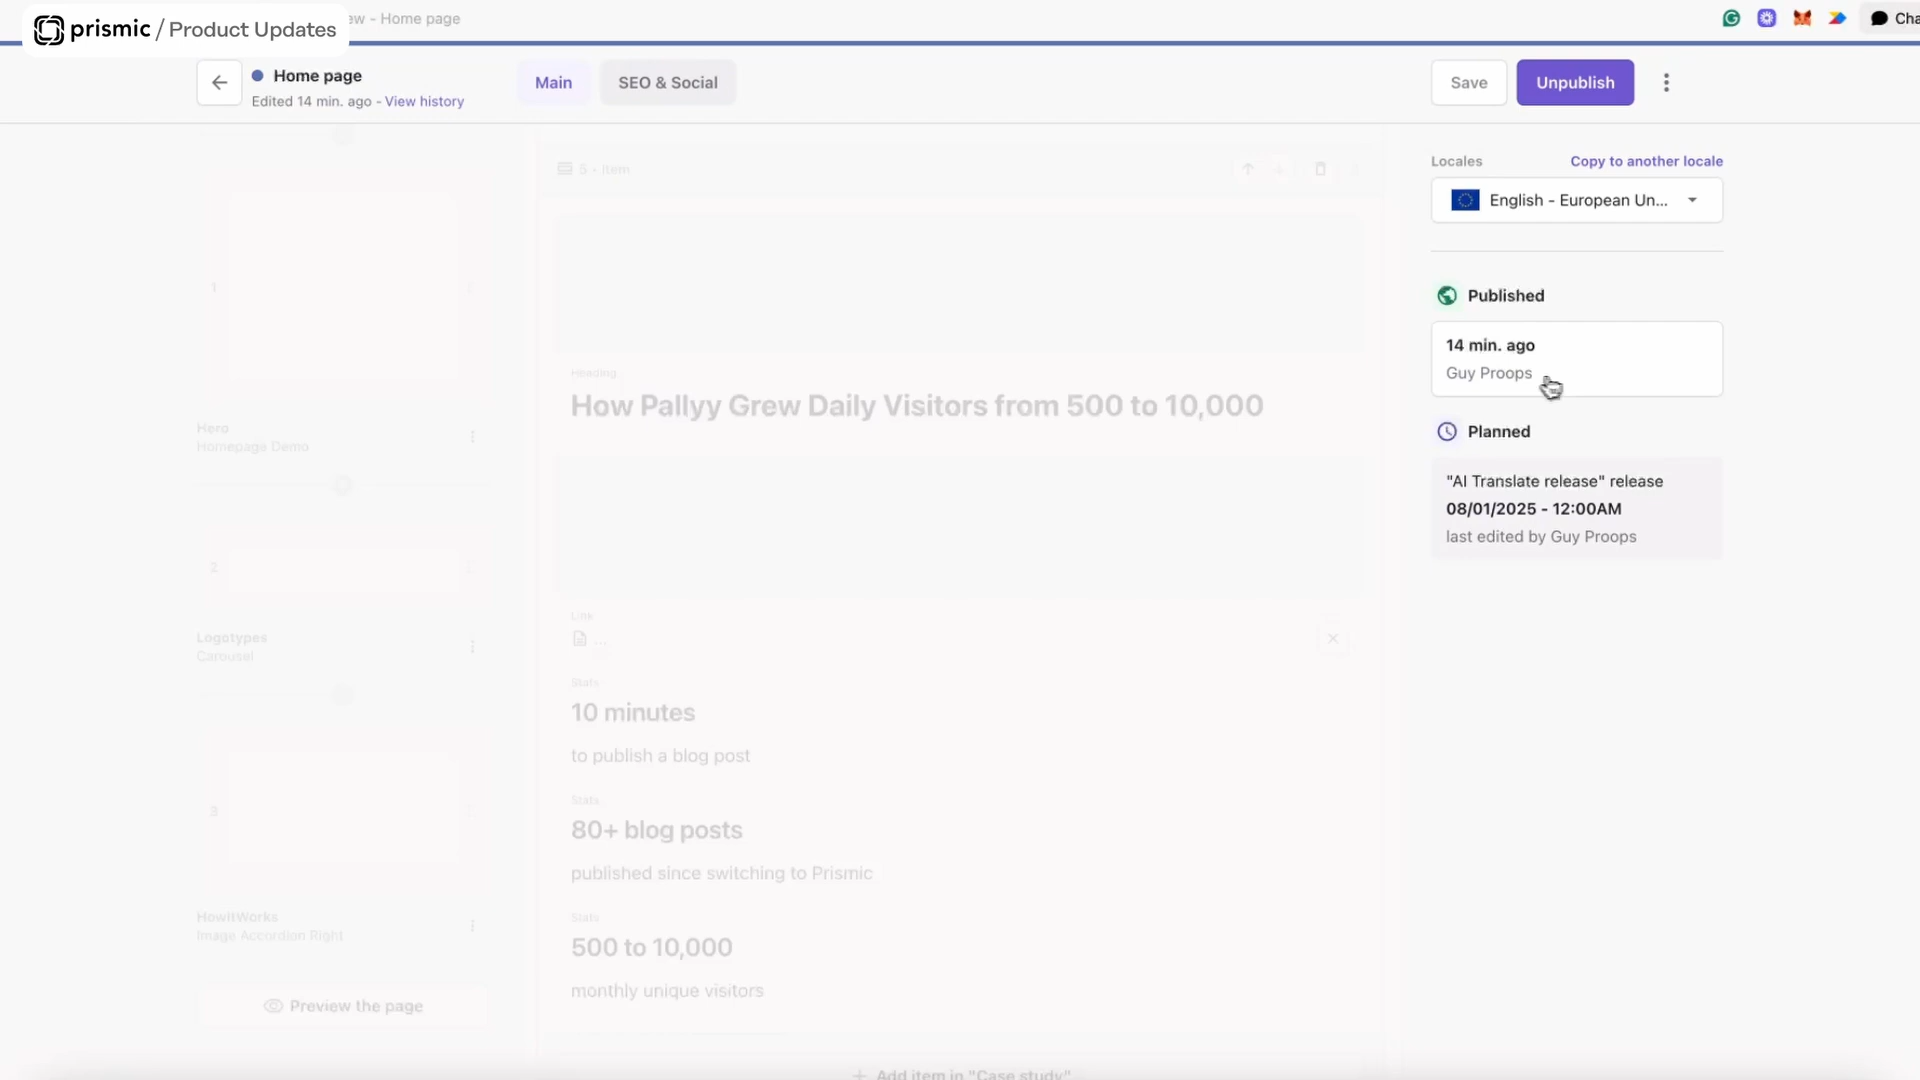 prismic / Product Updates
ew - Home page
Cha
Home page
Edited 14 min. ago - View history
Main
SEO & Social
Save
Unpublish
1
Hero
Homepage Demo
2
Logotypes
Carousel
3
HowItWorks
Image Accordion Right
Preview the page
5 - Item
Heading
How Pallyy Grew Daily Visitors from 500 to 10,000
Link
...
Stats
10 minutes
to publish a blog post
Stats
80+ blog posts
published since switching to Prismic
Stats
500 to 10,000
monthly unique visitors
+ Add item in "Case study"
Locales
Copy to another locale
English - European Un...
Published
14 min. ago
Guy Proops
Planned
"AI Translate release" release
08/01/2025 - 12:00AM
last edited by Guy Proops